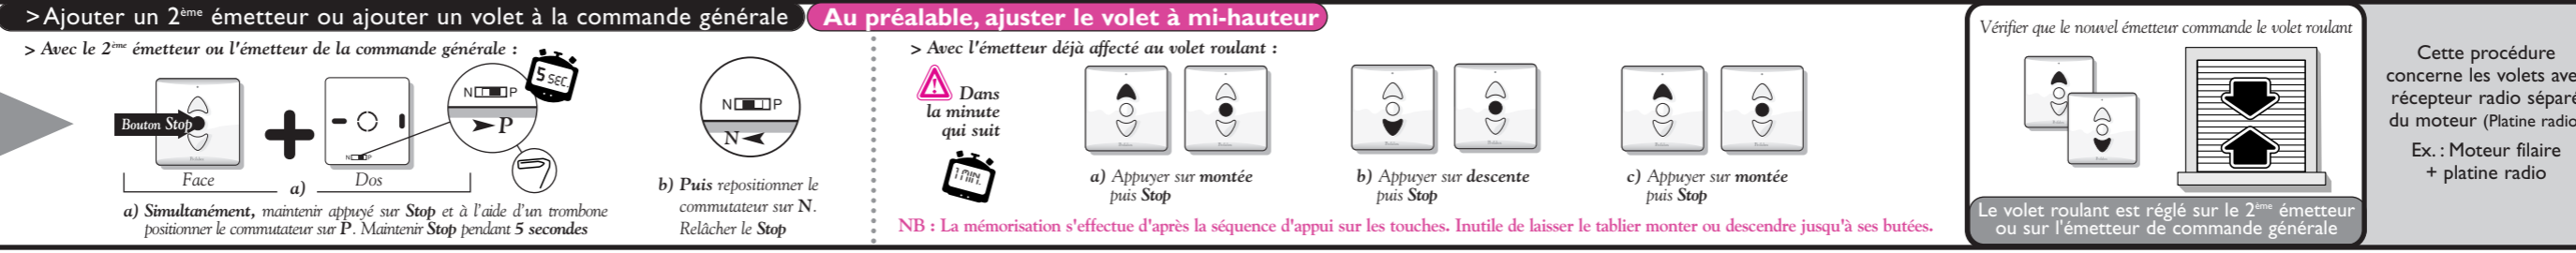 >Ajouter un 2ème émetteur ou ajouter un volet à la commande générale
Au préalable, ajuster le volet à mi-hauteur
> Avec le 2ème émetteur ou l'émetteur de la commande générale :
5 SEC.
N P
Bouton Stop
P
N P
Face
a)
Dos
a) Simultanément, maintenir appuyé sur Stop et à l'aide d'un trombone
positionner le commutateur sur P. Maintenir Stop pendant 5 secondes
N P
N
b) Puis repositionner le
commutateur sur N.
Relâcher le Stop
> Avec l'émetteur déjà affecté au volet roulant :
Dans
la minute
qui suit
1 MIN.
a) Appuyer sur montée
puis Stop
b) Appuyer sur descente
puis Stop
c) Appuyer sur montée
puis Stop
NB : La mémorisation s'effectue d'après la séquence d'appui sur les touches. Inutile de laisser le tablier monter ou descendre jusqu'à ses butées.
Vérifier que le nouvel émetteur commande le volet roulant
Le volet roulant est réglé sur le 2ème émetteur
ou sur l'émetteur de commande générale
Cette procédure
concerne les volets ave
récepteur radio séparé
du moteur (Platine radio
Ex. : Moteur filaire
+ platine radio